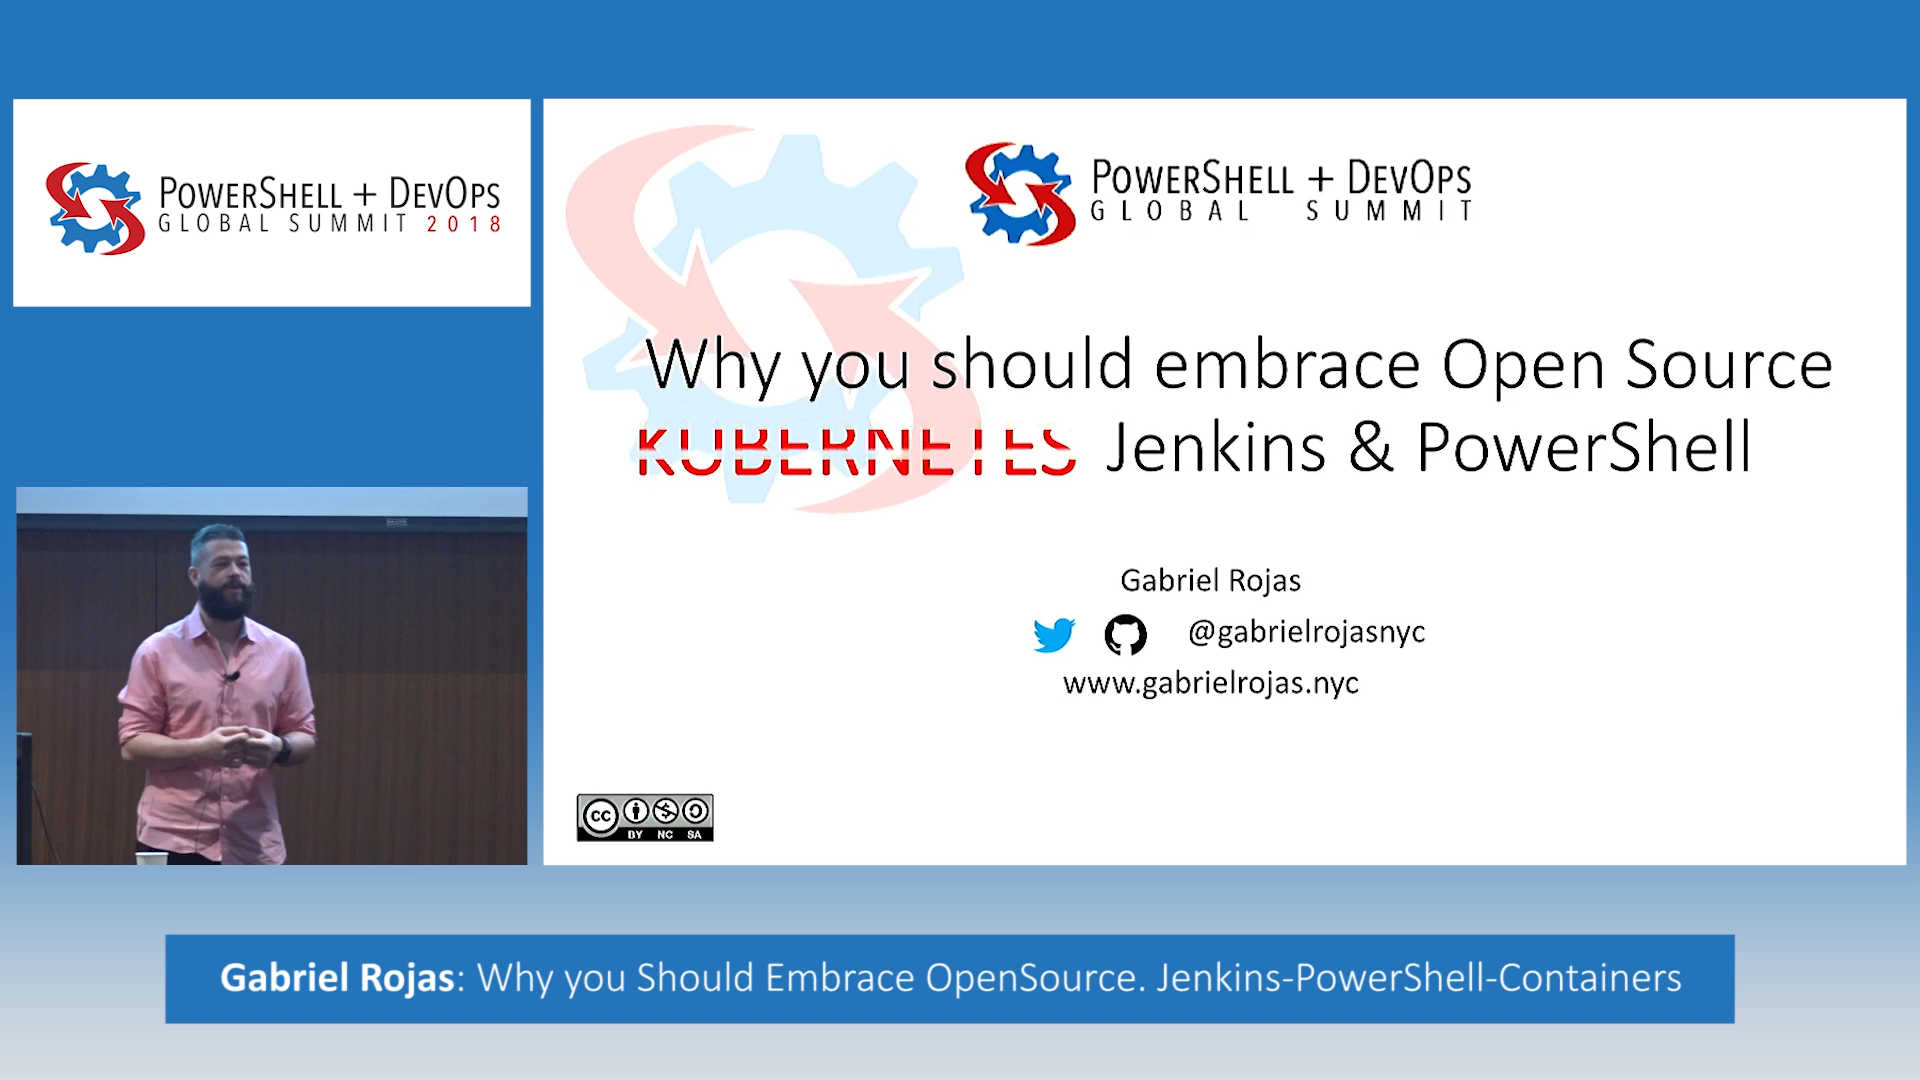 POWERSHELL + DEVOPS
GLOBAL SUMMIT 2018
POWERSHELL + DEVOPS
GLOBAL SUMMIT
Why you should embrace Open Source
KUBERNETES Jenkins & PowerShell
Gabriel Rojas
@gabrielrojasnyc
www.gabrielrojas.nyc
CC BY NC SA
Gabriel Rojas: Why you Should Embrace OpenSource. Jenkins-PowerShell-Containers